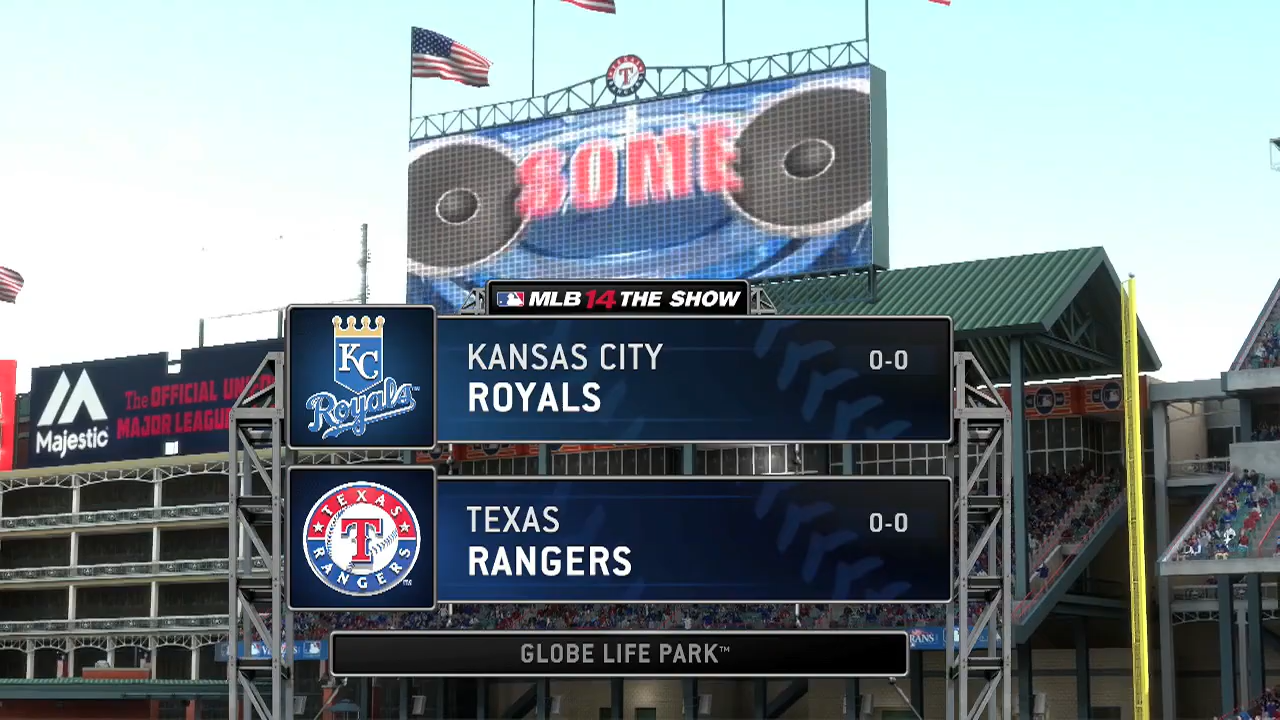 T
SOME
MLB 14 THE SHOW
KC
Royals
KANSAS CITY
ROYALS
0-0
Majestic
The OFFICIAL
MAJOR LEAGUE
TEXAS
T
RANGERS
TEXAS
RANGERS
0-0
GLOBE LIFE PARK™